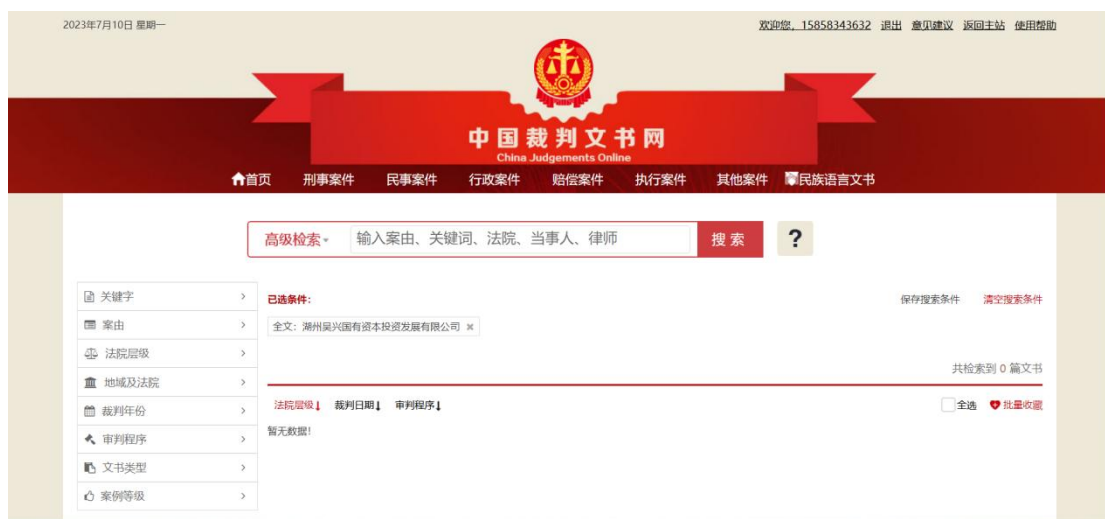 2023年7月10日 星期一
欢迎您，15858343632 退出 意见建议 返回主站 使用帮助
中国裁判文书网
China Judgements Online
首页 刑事案件 民事案件 行政案件 赔偿案件 执行案件 其他案件 民族语言文书
高级检索 输入案由、关键词、法院、当事人、律师 搜索 ?
关键字
案由
法院层级
地域及法院
裁判年份
审判程序
文书类型
案例等级
已选条件： 保存搜索条件 清空搜索条件
全文：湖州吴兴国有资本投资发展有限公司 ×
共检索到 0 篇文书
法院层级↓ 裁判日期↓ 审判程序↓ 全选 批量收藏
暂无数据!